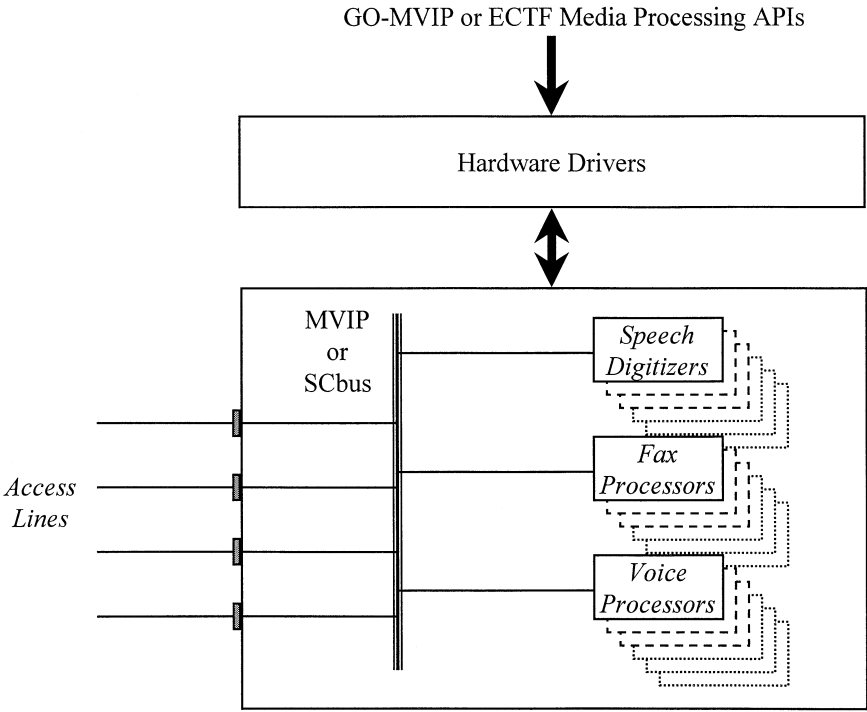 GO-MVIP or ECTF Media Processing APIs
Hardware Drivers
MVIP
or
SCbus
Speech
Digitizers
Fax
Processors
Access
Lines
Voice
Processors